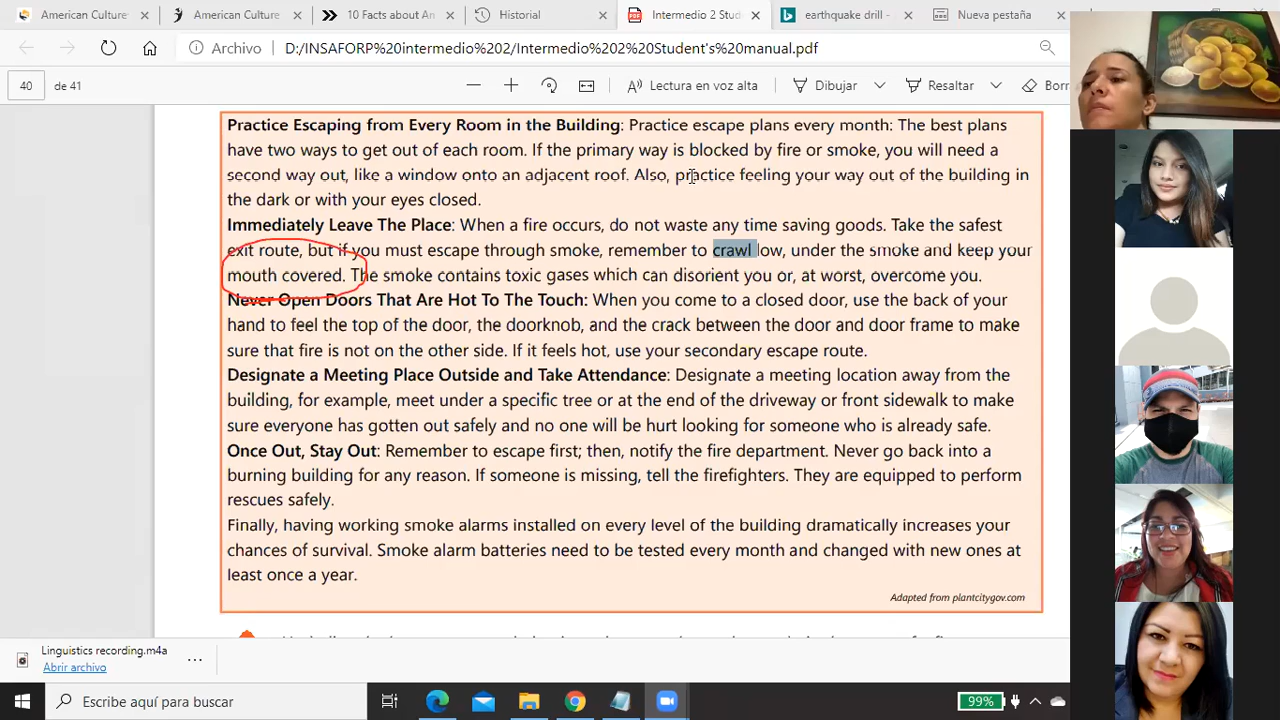 American Culture
American Culture
10 Facts about An
Historial
Intermedio 2 Stud
earthquake drill -
Nueva pestaña
Archivo
D:/INSAFORP%20intermedio%202/Intermedio%202%20Student's%20manual.pdf
40
de 41
Lectura en voz alta
Dibujar
Resaltar
Borr
Practice Escaping from Every Room in the Building: Practice escape plans every month: The best plans
have two ways to get out of each room. If the primary way is blocked by fire or smoke, you will need a
second way out, like a window onto an adjacent roof. Also, practice feeling your way out of the building in
the dark or with your eyes closed.
Immediately Leave The Place: When a fire occurs, do not waste any time saving goods. Take the safest
exit route, but if you must escape through smoke, remember to crawl low, under the smoke and keep your
mouth covered. The smoke contains toxic gases which can disorient you or, at worst, overcome you.
Never Open Doors That Are Hot To The Touch: When you come to a closed door, use the back of your
hand to feel the top of the door, the doorknob, and the crack between the door and door frame to make
sure that fire is not on the other side. If it feels hot, use your secondary escape route.
Designate a Meeting Place Outside and Take Attendance: Designate a meeting location away from the
building, for example, meet under a specific tree or at the end of the driveway or front sidewalk to make
sure everyone has gotten out safely and no one will be hurt looking for someone who is already safe.
Once Out, Stay Out: Remember to escape first; then, notify the fire department. Never go back into a
burning building for any reason. If someone is missing, tell the firefighters. They are equipped to perform
rescues safely.
Finally, having working smoke alarms installed on every level of the building dramatically increases your
chances of survival. Smoke alarm batteries need to be tested every month and changed with new ones at
least once a year.
Adapted from plantcitygov.com
Linguistics recording.m4a
Abrir archivo
Escribe aquí para buscar
99%